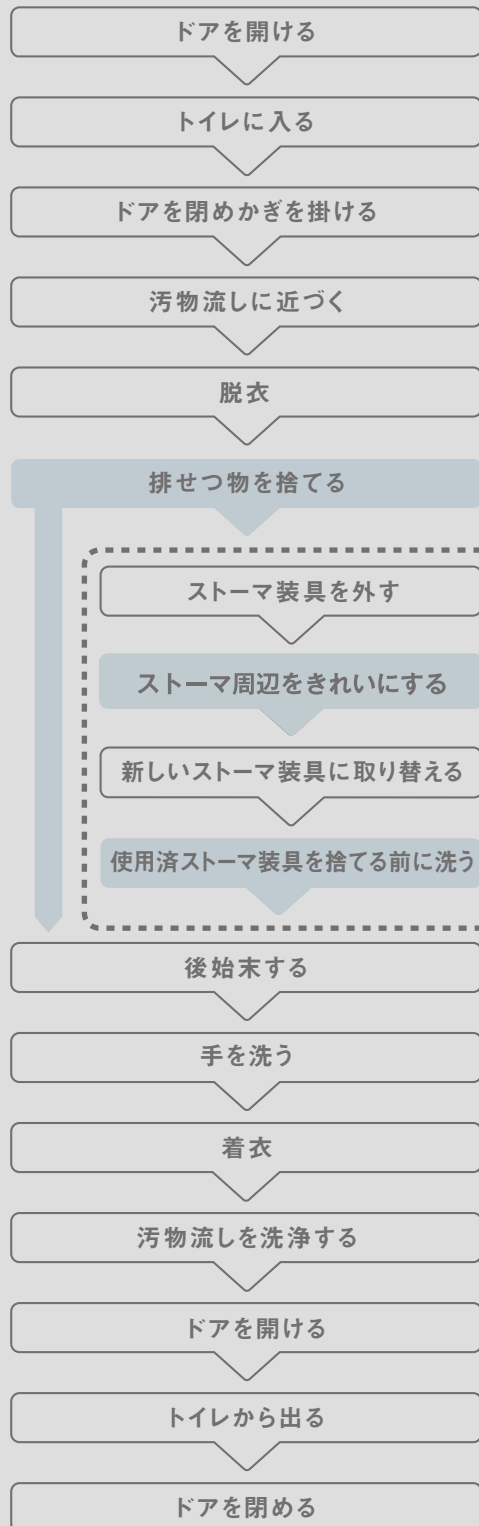 ドアを開ける
トイレに入る
ドアを閉めかぎを掛ける
汚物流しに近づく
脱衣
排せつ物を捨てる
ストーマ装具を外す
ストーマ周辺をきれいにする
新しいストーマ装具に取り替える
使用済ストーマ装具を捨てる前に洗う
後始末する
手を洗う
着衣
汚物流しを洗浄する
ドアを開ける
トイレから出る
ドアを閉める